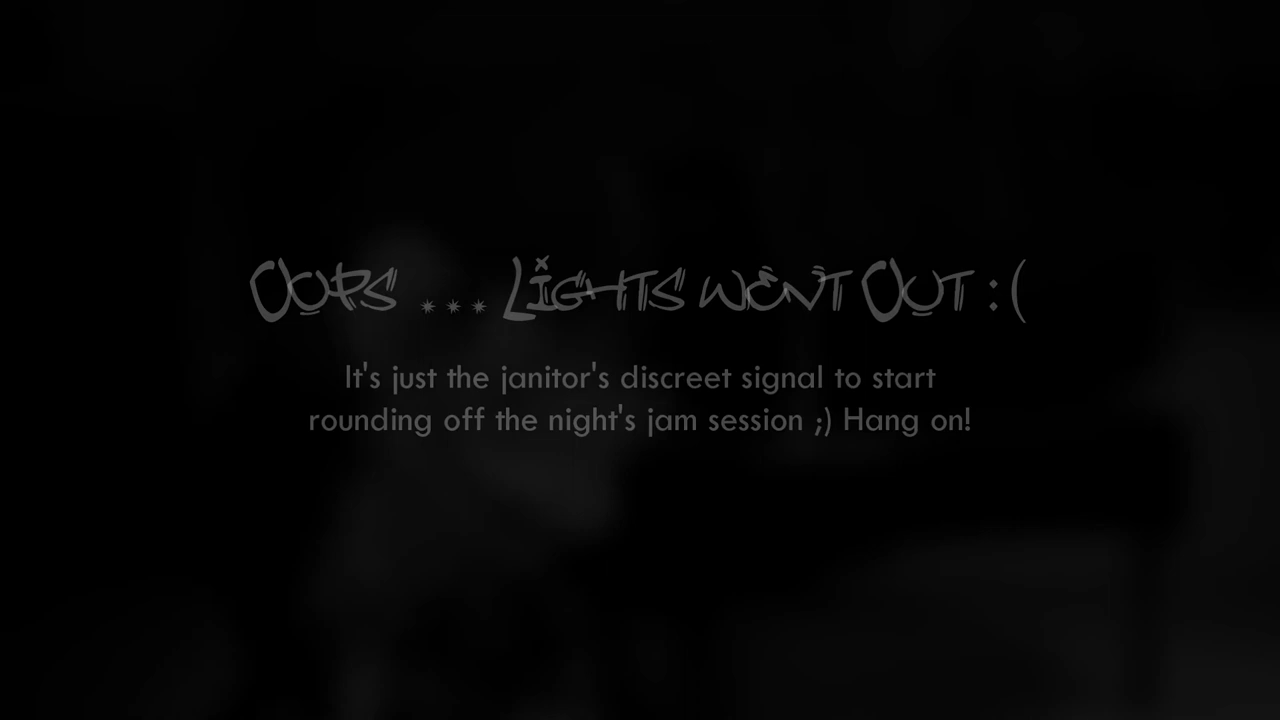 Oops ... Lights went Out :(
It's just the janitor's discreet signal to start
rounding off the night's jam session ;) Hang on!